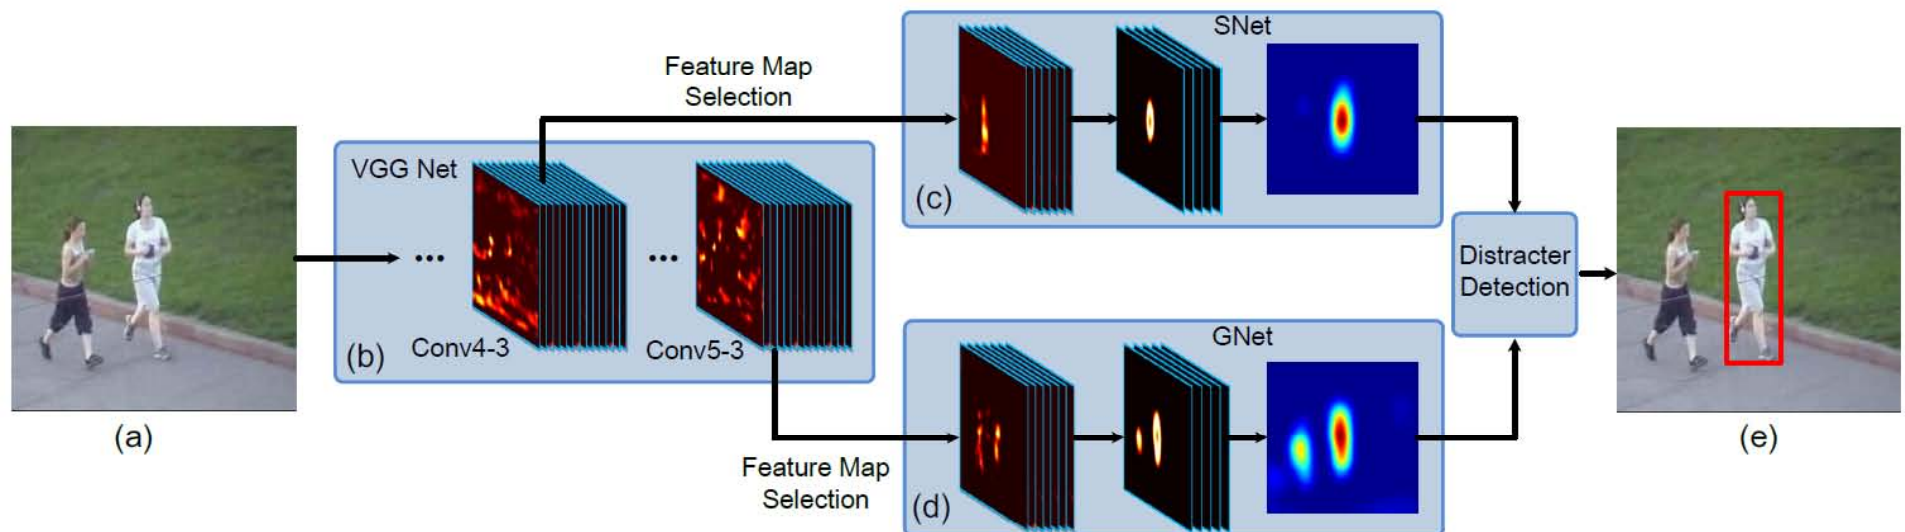 (a)
VGG Net
...
Conv4-3
...
Conv5-3
(b)
Feature Map
Selection
SNet
(c)
Feature Map
Selection
GNet
(d)
Distracter
Detection
(e)